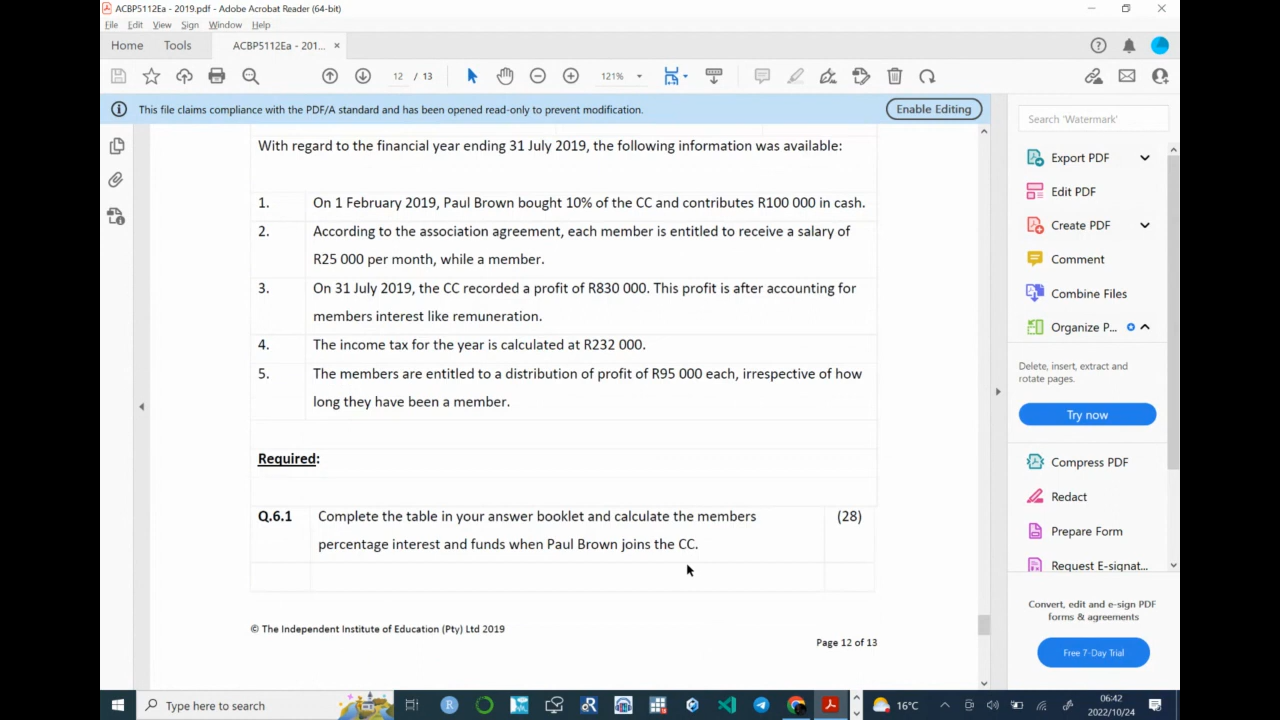 ACBP5112Ea - 2019.pdf - Adobe Acrobat Reader (64-bit)
File Edit View Sign Window Help
Home Tools ACBP5112Ea - 201... ×
12 / 13 121%
This file claims compliance with the PDF/A standard and has been opened read-only to prevent modification. Enable Editing
With regard to the financial year ending 31 July 2019, the following information was available:
1. On 1 February 2019, Paul Brown bought 10% of the CC and contributes R100 000 in cash.
2. According to the association agreement, each member is entitled to receive a salary of
R25 000 per month, while a member.
3. On 31 July 2019, the CC recorded a profit of R830 000. This profit is after accounting for
members interest like remuneration.
4. The income tax for the year is calculated at R232 000.
5. The members are entitled to a distribution of profit of R95 000 each, irrespective of how
long they have been a member.
Required:
Q.6.1 Complete the table in your answer booklet and calculate the members (28)
percentage interest and funds when Paul Brown joins the CC.
© The Independent Institute of Education (Pty) Ltd 2019
Page 12 of 13
Search 'Watermark'
Export PDF
Edit PDF
Create PDF
Comment
Combine Files
Organize P...
Delete, insert, extract and
rotate pages.
Try now
Compress PDF
Redact
Prepare Form
Request E-signat...
Convert, edit and e-sign PDF
forms & agreements
Free 7-Day Trial
Type here to search
16°C
06:42
2022/10/24